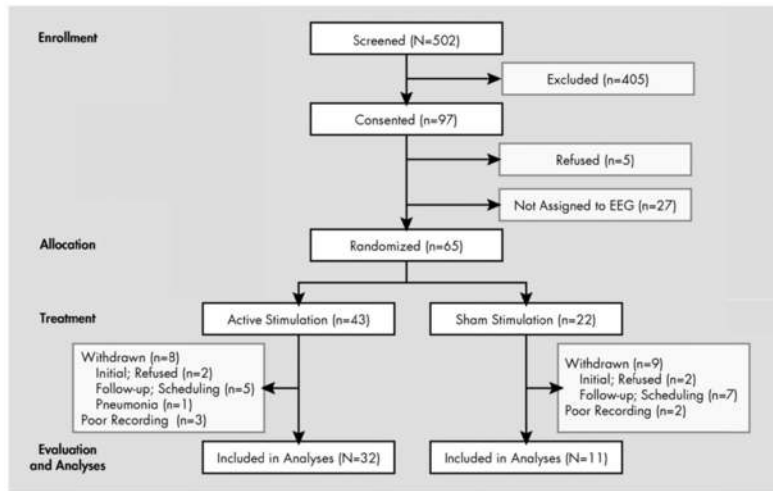 Enrollment
Screened (N=502)
Excluded (n=405)
Consented (n=97)
Refused (n=5)
Not Assigned to EEG (n=27)
Allocation
Randomized (n=65)
Treatment
Active Stimulation (n=43)
Sham Stimulation (n=22)
Withdrawn (n=8)
Initial; Refused (n=2)
Follow-up; Scheduling (n=5)
Pneumonia (n=1)
Poor Recording (n=3)
Withdrawn (n=9)
Initial; Refused (n=2)
Follow-up; Scheduling (n=7)
Poor Recording (n=2)
Evaluation
and Analyses
Included in Analyses (N=32)
Included in Analyses (N=11)